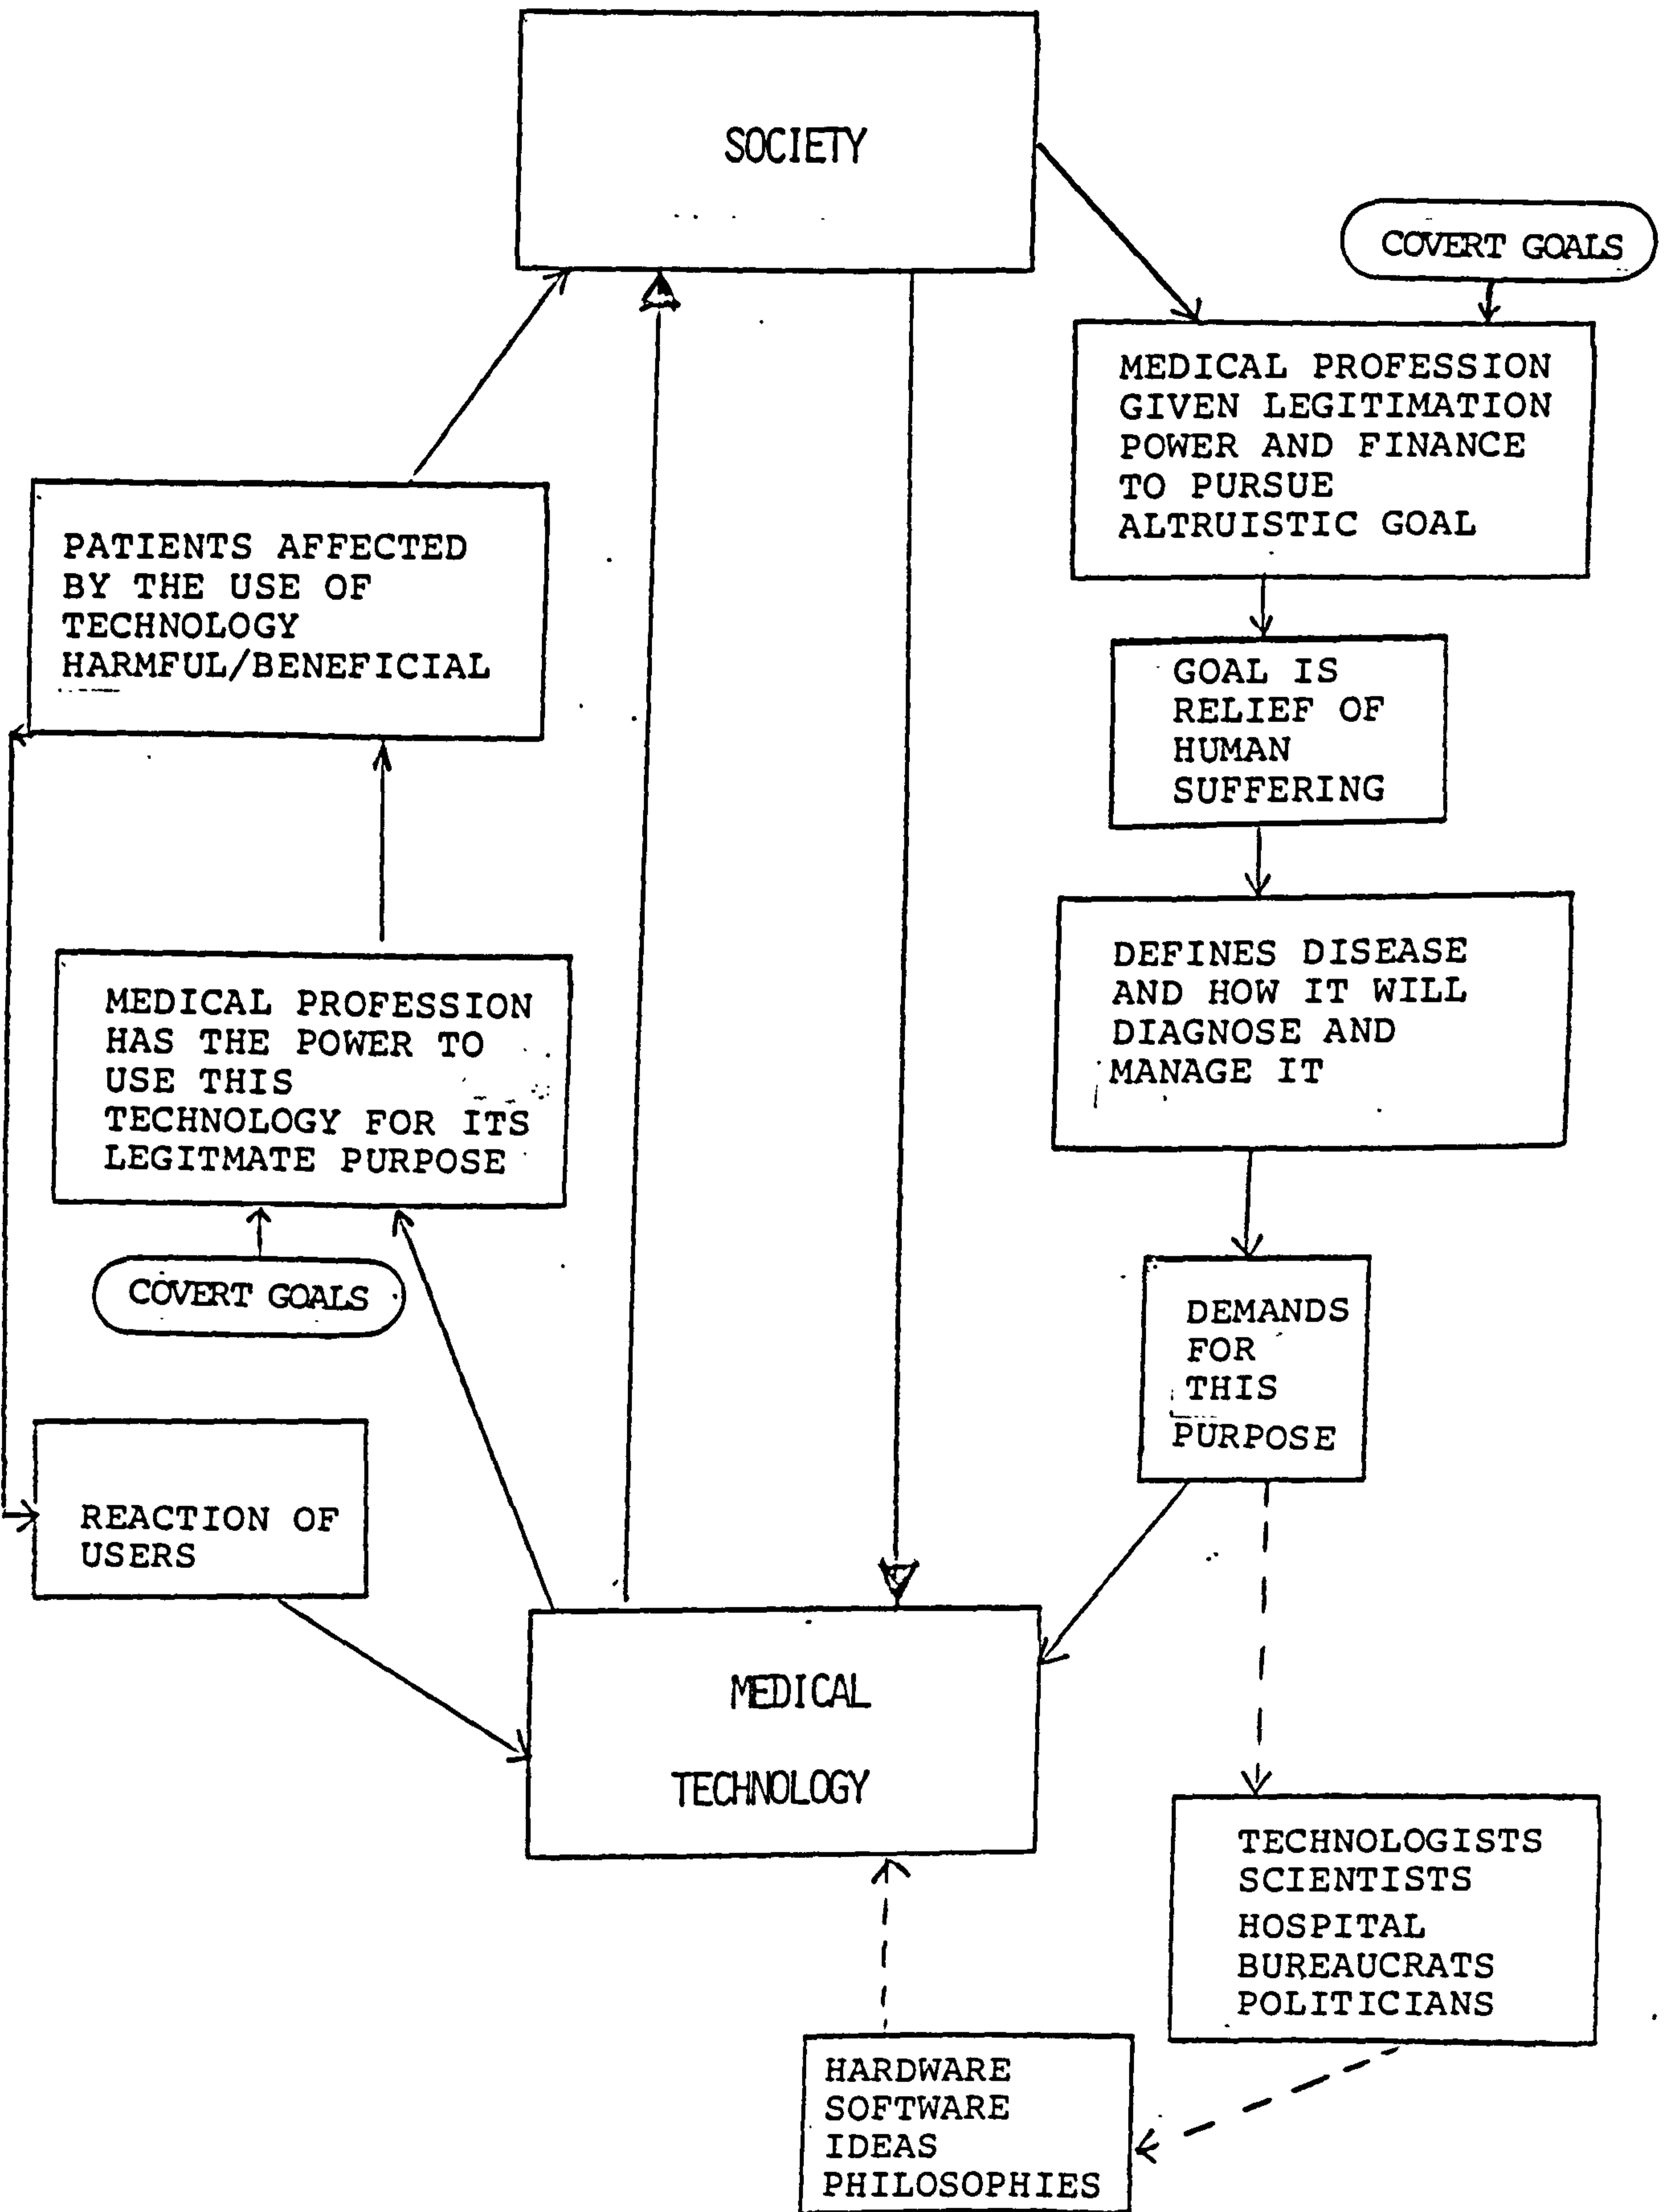 SOCIETY
COVERT GOALS
MEDICAL PROFESSION
GIVEN LEGITIMATION
POWER AND FINANCE
TO PURSUE
ALTRUISTIC GOAL
PATIENTS AFFECTED
BY THE USE OF
TECHNOLOGY
HARMFUL/BENEFICIAL
GOAL IS
RELIEF OF
HUMAN
SUFFERING
DEFINES DISEASE
AND HOW IT WILL
DIAGNOSE AND
MANAGE IT
MEDICAL PROFESSION
HAS THE POWER TO
USE THIS
TECHNOLOGY FOR ITS
LEGITMATE PURPOSE
COVERT GOALS
DEMANDS
FOR
THIS
PURPOSE
REACTION OF
USERS
MEDICAL
TECHNOLOGY
TECHNOLOGISTS
SCIENTISTS
HOSPITAL
BUREAUCRATS
POLITICIANS
HARDWARE
SOFTWARE
IDEAS
PHILOSOPHIES